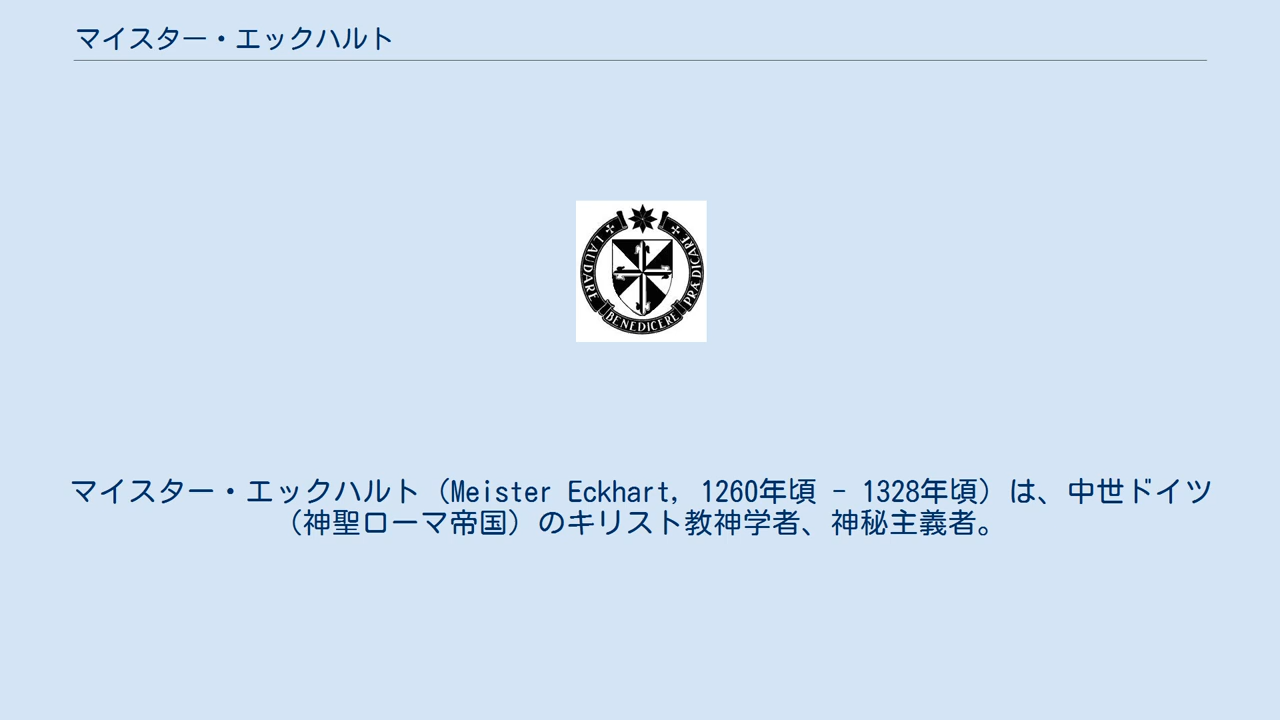 マイスター・エックハルト
LAUDARE
BENEDICERE
PRÆDICARE
マイスター・エックハルト（Meister Eckhart, 1260年頃 - 1328年頃）は、中世ドイツ
（神聖ローマ帝国）のキリスト教神学者、神秘主義者。